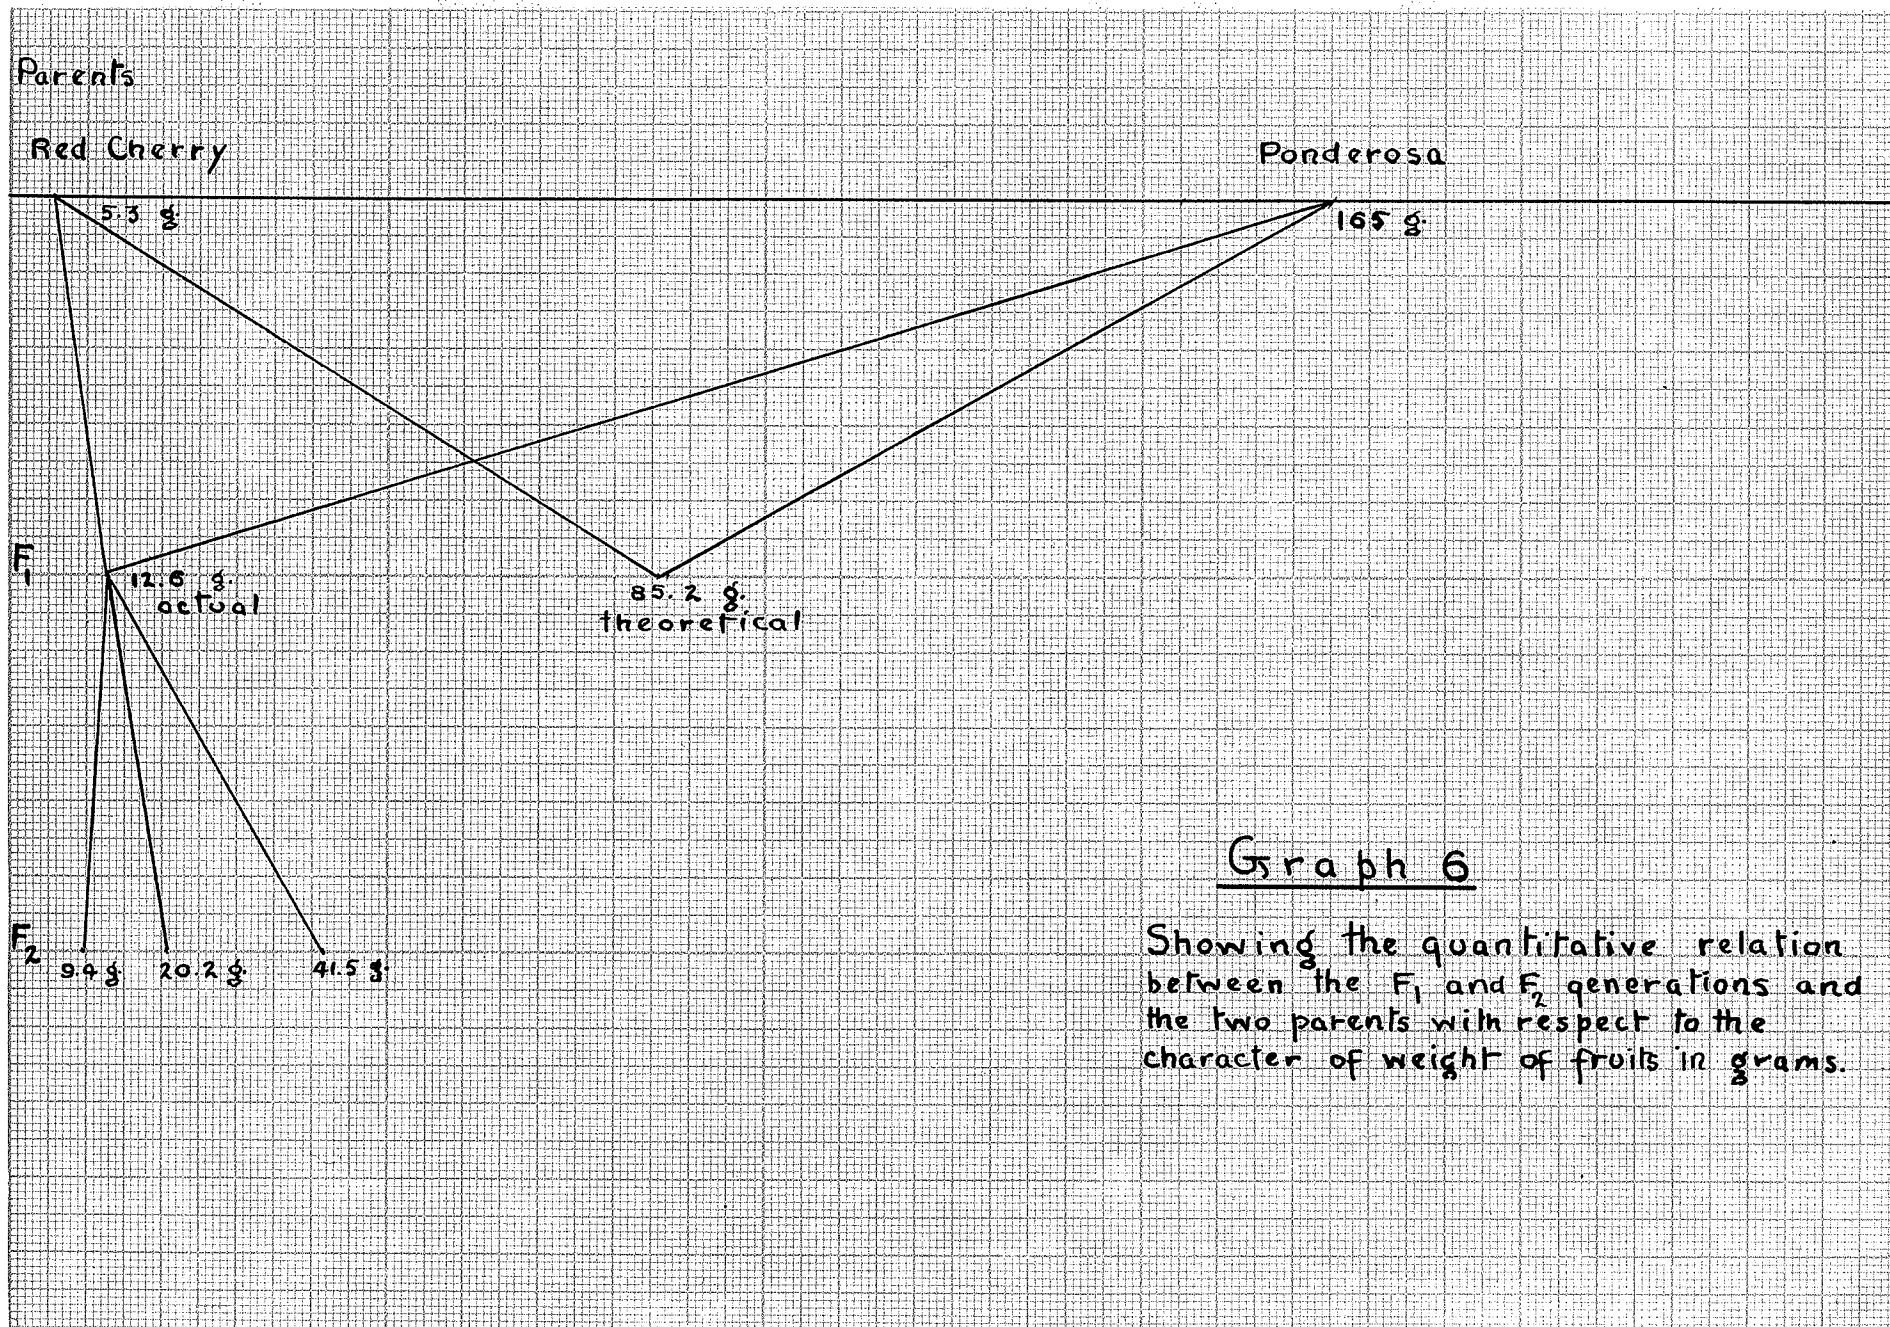 Parents
Red Cherry
Ponderosa
5.3 g.
165 g.
F1
12.6 g.
actual
85.2 g.
theoretical
F2
9.4 g.
20.2 g.
41.5 g.
Graph 6
Showing the quantitative relation
between the F1 and F2 generations and
the two parents with respect to the
character of weight of fruits in grams.